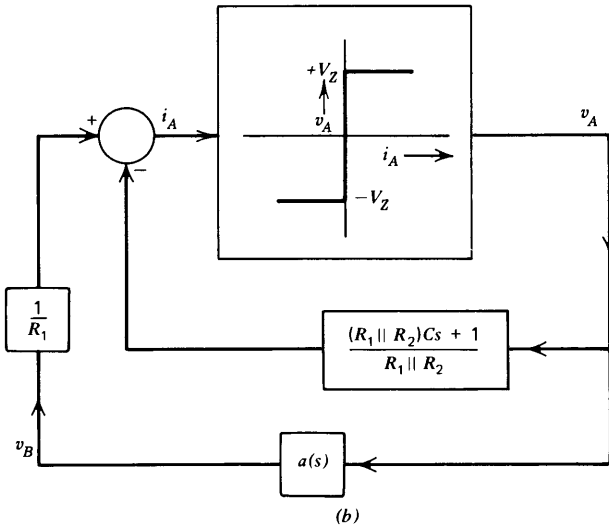 +V_Z
v_A
i_A
−V_Z
+
i_A
−
v_A
1
R_1
(R_1 || R_2)Cs + 1
R_1 || R_2
v_B
a(s)
(b)